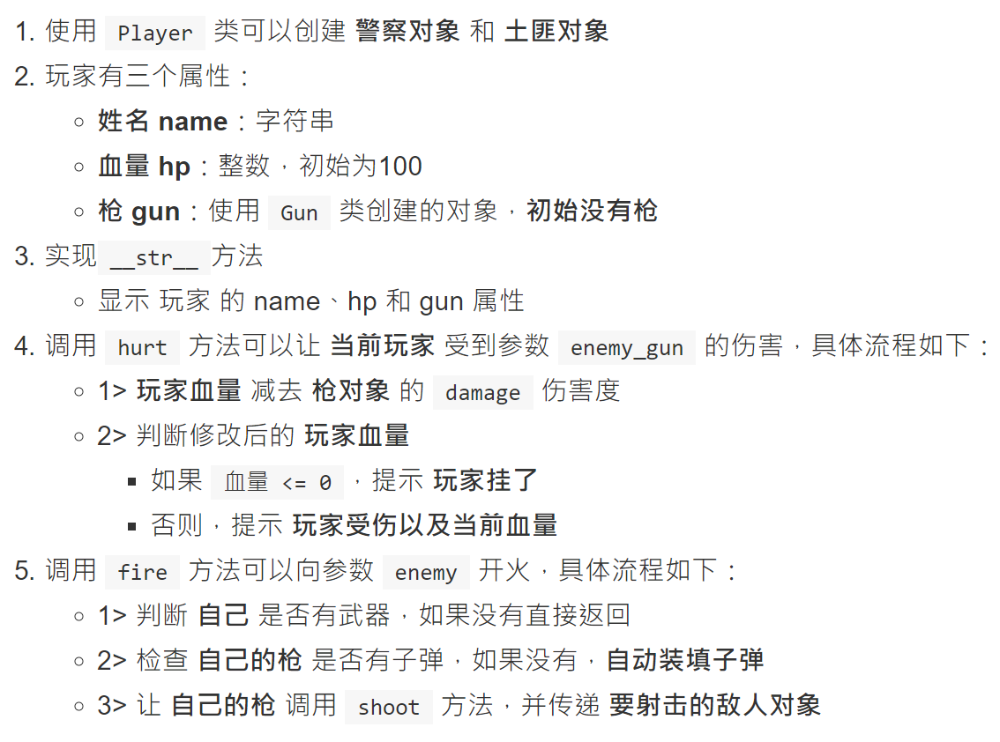 1. 使用 Player 类可以创建 警察对象 和 土匪对象
2. 玩家有三个属性：
姓名 name：字符串
血量 hp：整数，初始为100
枪 gun：使用 Gun 类创建的对象，初始没有枪
3. 实现 __str__ 方法
显示 玩家 的 name、hp 和 gun 属性
4. 调用 hurt 方法可以让 当前玩家 受到参数 enemy_gun 的伤害，具体流程如下：
1> 玩家血量 减去 枪对象 的 damage 伤害度
2> 判断修改后的 玩家血量
如果 血量 <= 0 ，提示 玩家挂了
否则，提示 玩家受伤以及当前血量
5. 调用 fire 方法可以向参数 enemy 开火，具体流程如下：
1> 判断 自己 是否有武器，如果没有直接返回
2> 检查 自己的枪 是否有子弹，如果没有，自动装填子弹
3> 让 自己的枪 调用 shoot 方法，并传递 要射击的敌人对象